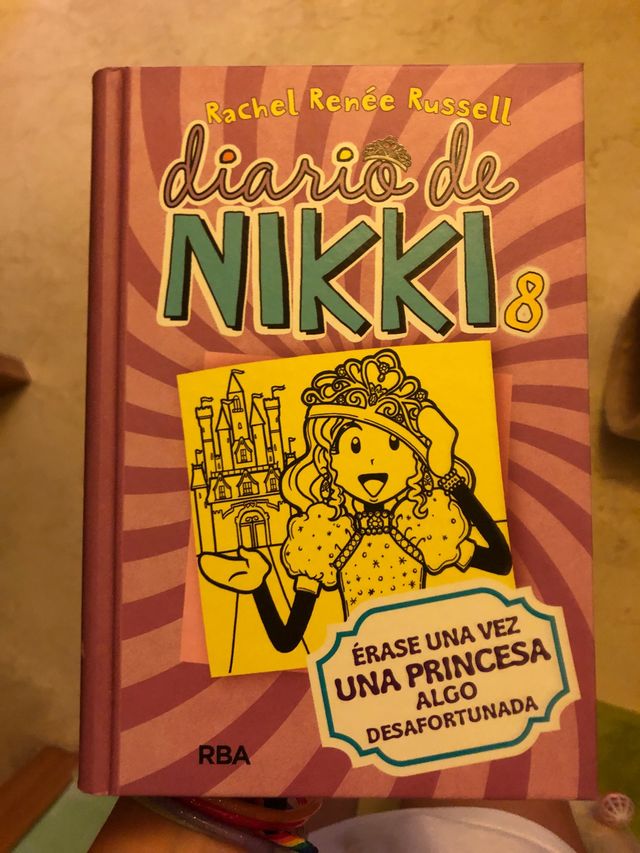 Rachel Renée Russell
diario de
NIKKI 8
ÉRASE UNA VEZ
UNA PRINCESA
ALGO
DESAFORTUNADA
RBA